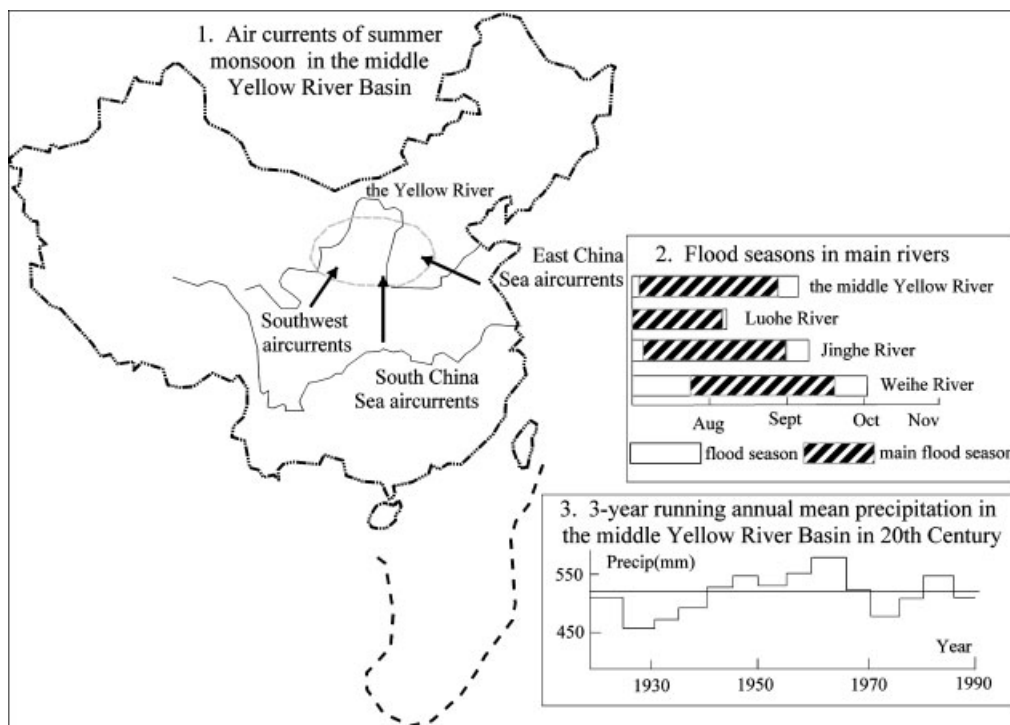 1. Air currents of summer
monsoon in the middle
Yellow River Basin
the Yellow River
East China
Sea aircurrents
Southwest
aircurrents
South China
Sea aircurrents
2. Flood seasons in main rivers
the middle Yellow River
Luohe River
Jinghe River
Weihe River
Aug Sept Oct Nov
flood season main flood season
3. 3-year running annual mean precipitation in
the middle Yellow River Basin in 20th Century
Precip(mm)
550
450
Year
1930 1950 1970 1990